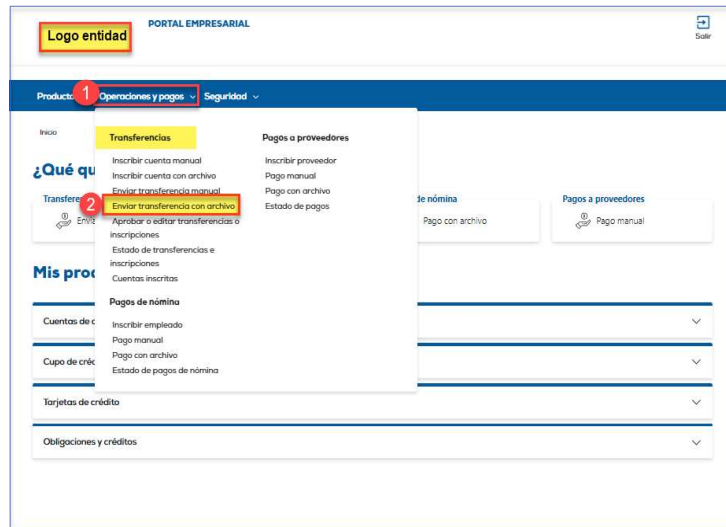 Logo entidad
PORTAL EMPRESARIAL
Salir
1
Operaciones y pagos
Seguridad
Inicio
Transferencias
Inscribir cuenta manual
Inscribir cuenta con archivo
Enviar transferencia manual
2
Enviar transferencia con archivo
Aprobar o editar transferencias o
inscripciones
Estado de transferencias e
inscripciones
Cuentas inscritas
Pagos de nómina
Inscribir empleado
Pago manual
Pago con archivo
Estado de pagos de nómina
Pagos a proveedores
Inscribir proveedor
Pago manual
Pago con archivo
Estado de pagos
¿Qué
de nómina
Pago con archivo
Pagos a proveedores
Pago manual
Mis
Cuentas de
Cupo de
Tarjetas de crédito
Obligaciones y créditos